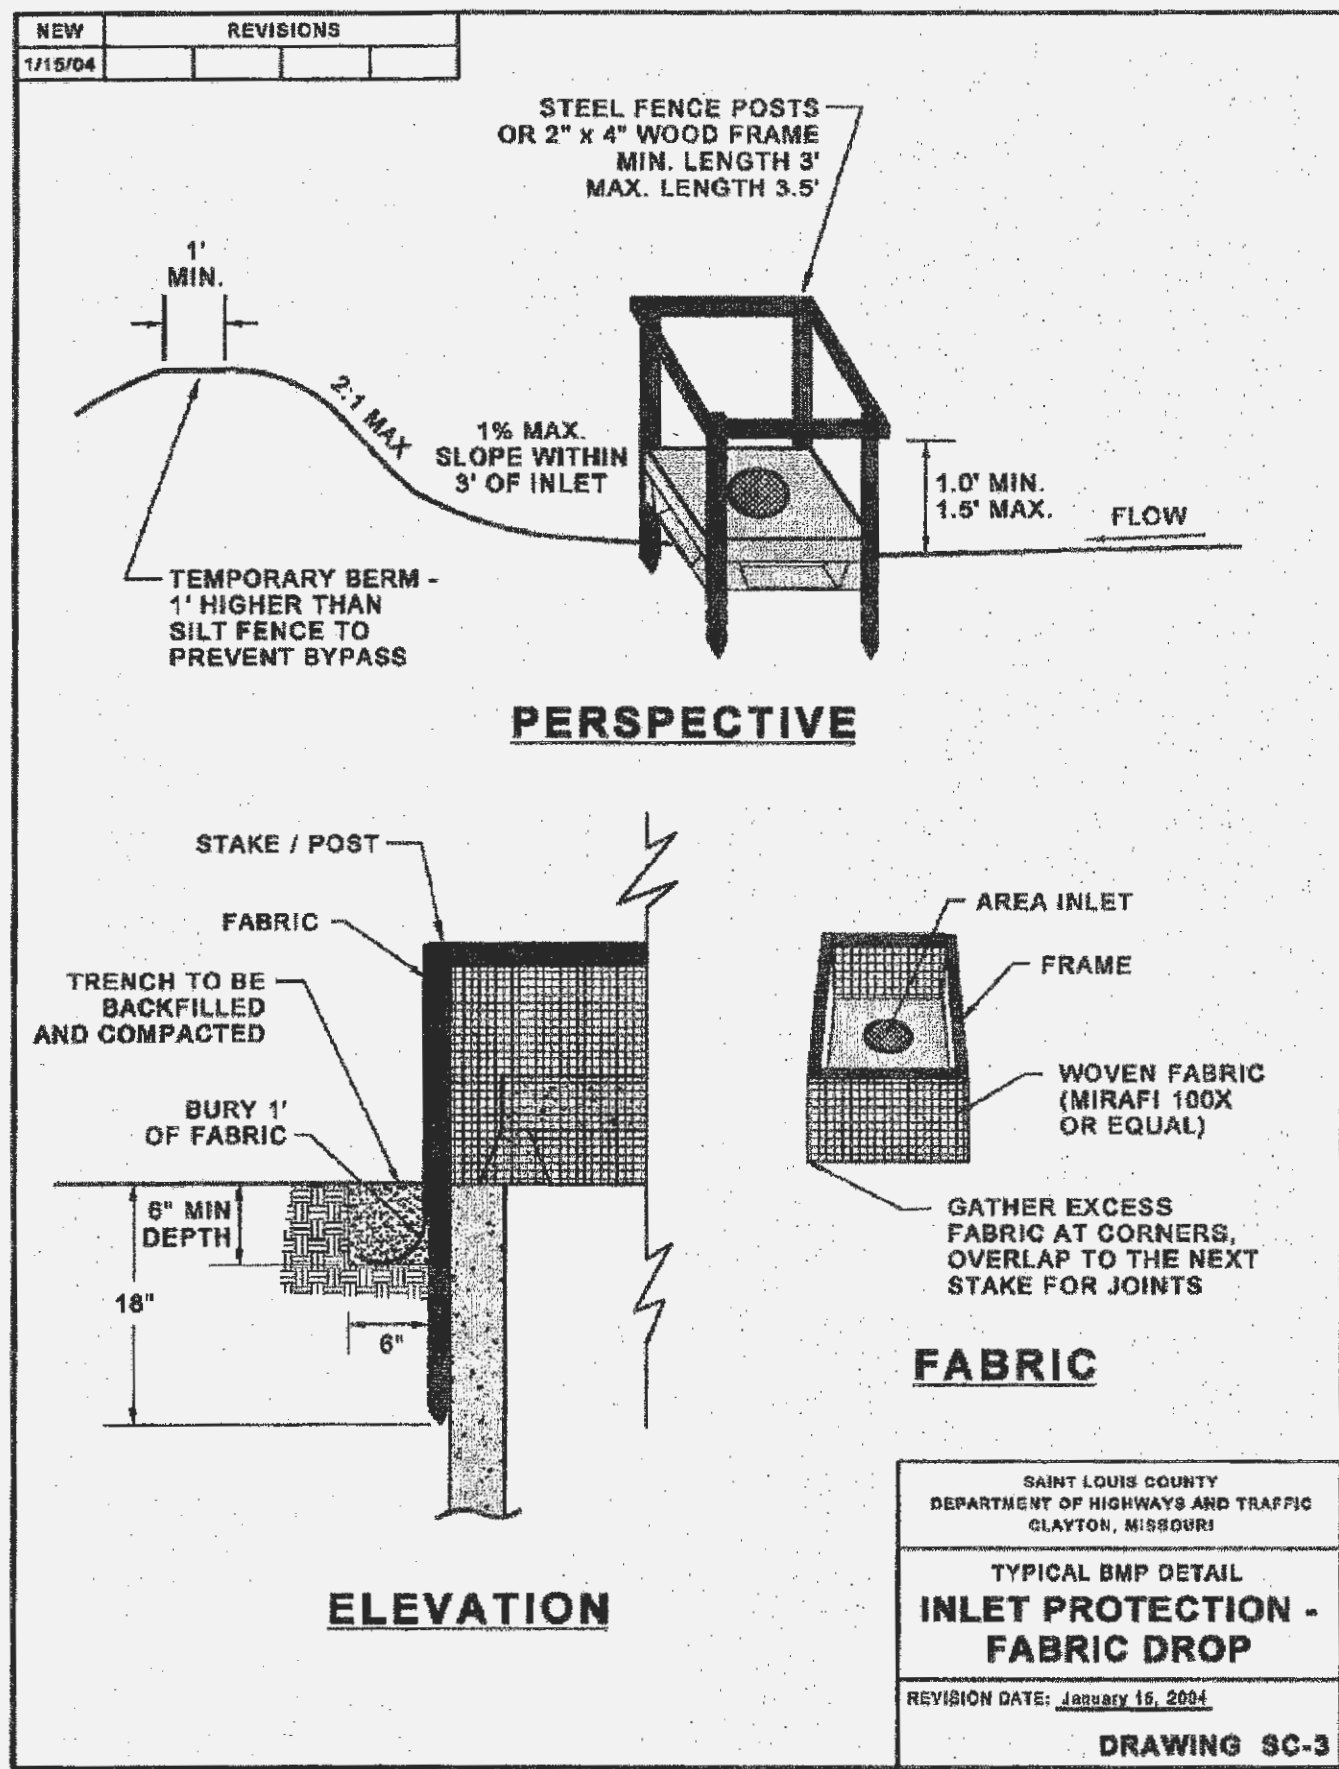 NEW REVISIONS
1/15/04
STEEL FENCE POSTS
OR 2" x 4" WOOD FRAME
MIN. LENGTH 3'
MAX. LENGTH 3.5'
1'
MIN.
2:1 MAX
1% MAX.
SLOPE WITHIN
3' OF INLET
1.0' MIN.
1.5' MAX.
FLOW
TEMPORARY BERM -
1' HIGHER THAN
SILT FENCE TO
PREVENT BYPASS
PERSPECTIVE
STAKE / POST
FABRIC
TRENCH TO BE
BACKFILLED
AND COMPACTED
BURY 1'
OF FABRIC
6" MIN
DEPTH
18"
6"
ELEVATION
AREA INLET
FRAME
WOVEN FABRIC
(MIRAFI 100X
OR EQUAL)
GATHER EXCESS
FABRIC AT CORNERS,
OVERLAP TO THE NEXT
STAKE FOR JOINTS
FABRIC
SAINT LOUIS COUNTY
DEPARTMENT OF HIGHWAYS AND TRAFFIC
CLAYTON, MISSOURI
TYPICAL BMP DETAIL
INLET PROTECTION -
FABRIC DROP
REVISION DATE: January 15, 2004
DRAWING SC-3